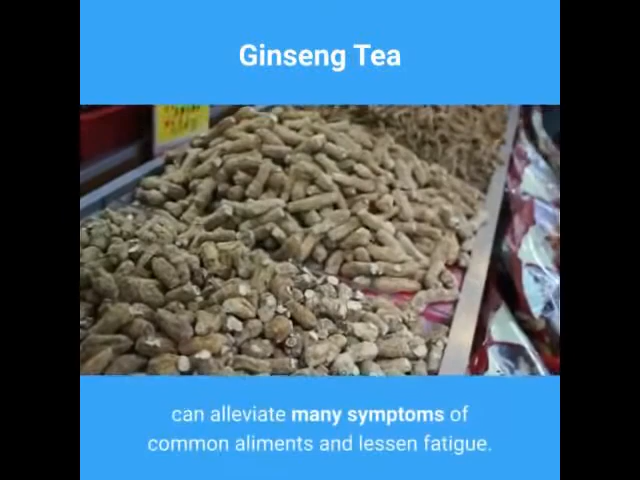 Ginseng Tea
can alleviate many symptoms of
common aliments and lessen fatigue.